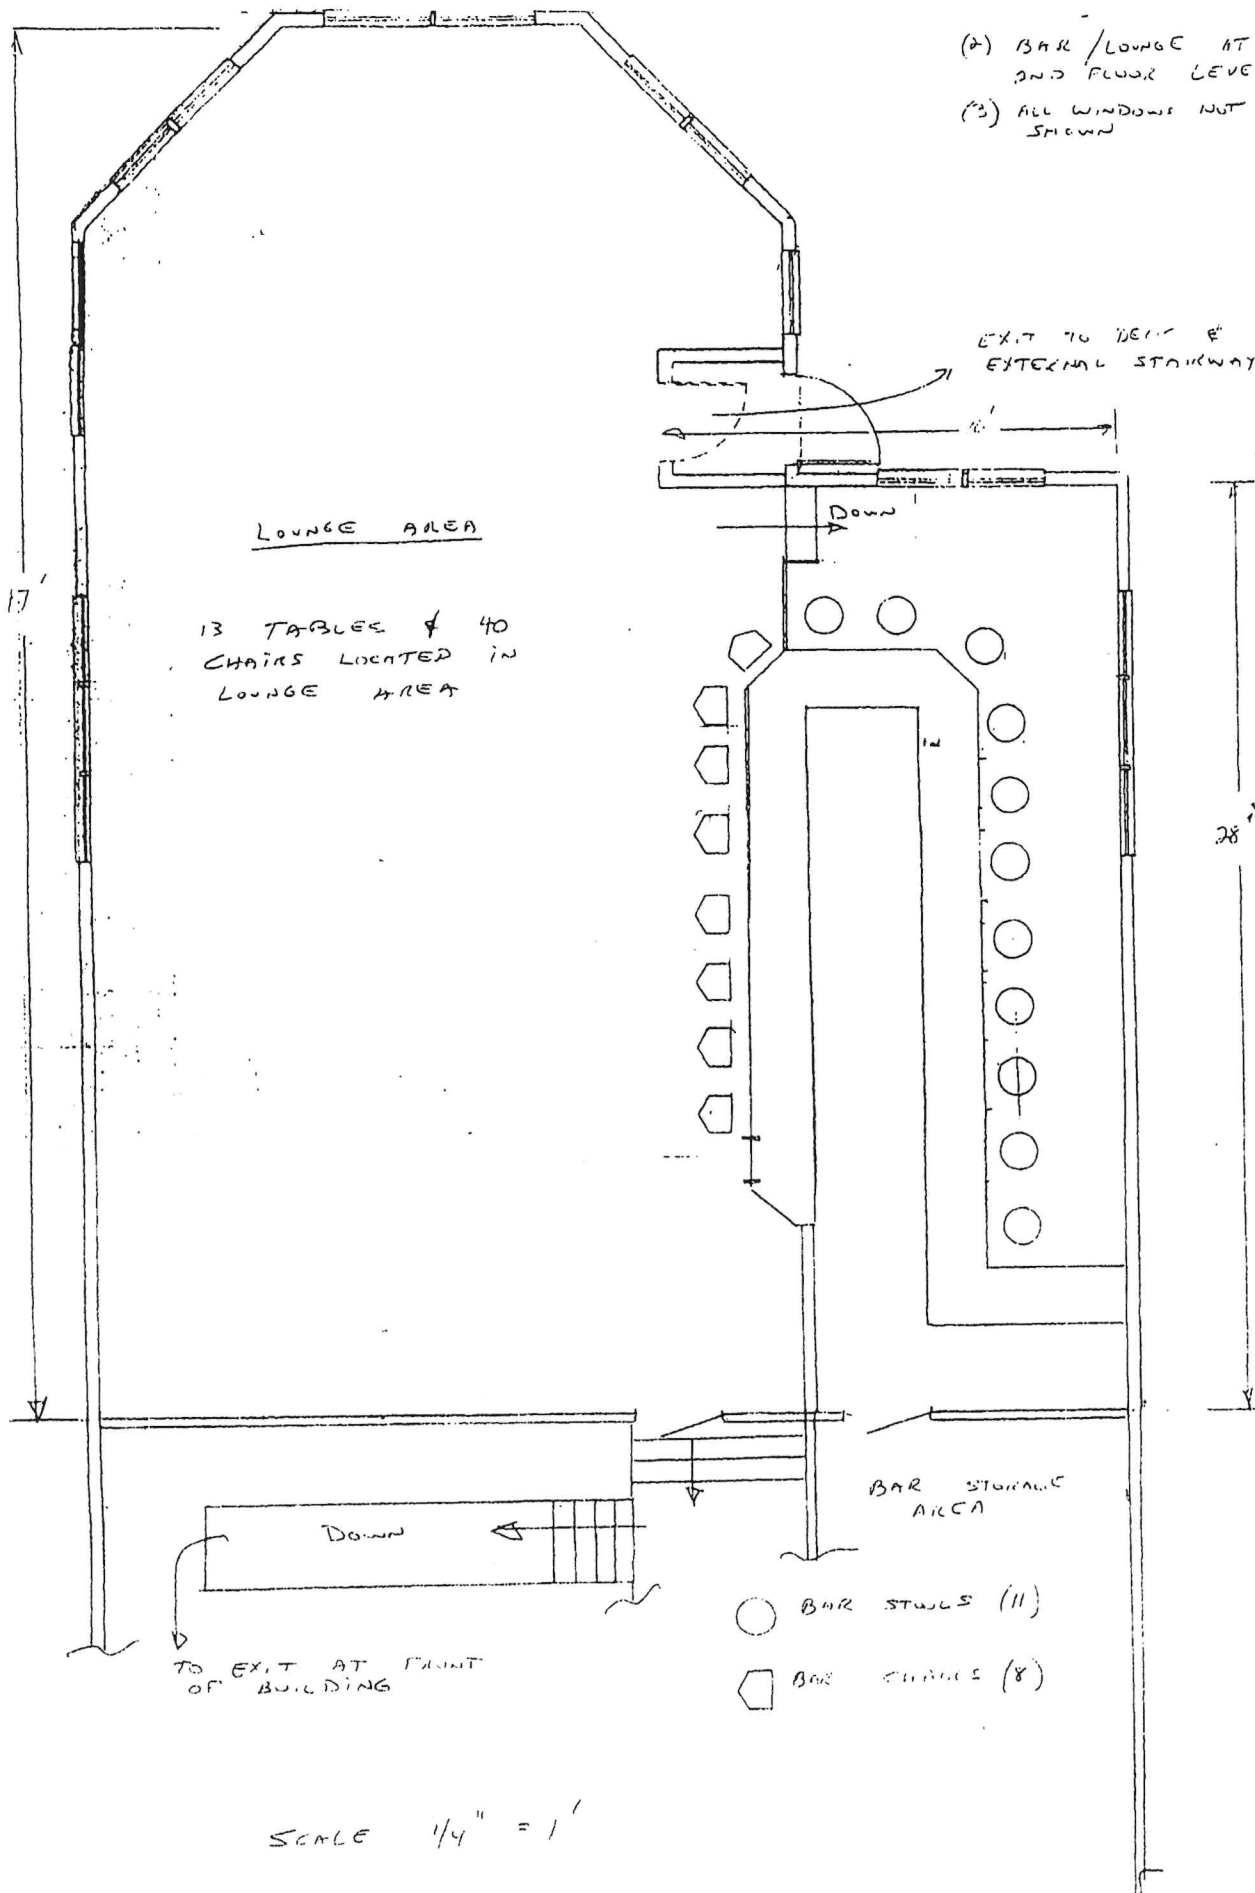 (2) BAR / LOUNGE AT
2ND FLOOR LEVE
(3) ALL WINDOWS NOT
SHOWN
EXIT TO &
EXTERNAL STAIRWAY
DOWN
LOUNGE AREA
13 TABLES & 40
CHAIRS LOCATED IN
LOUNGE AREA
17'
28'
BAR STORAGE
AREA
DOWN
BAR STOOLS (11)
TO EXIT AT FRONT
OF BUILDING
BAR CHAIRS (8)
SCALE 1/4" = 1'